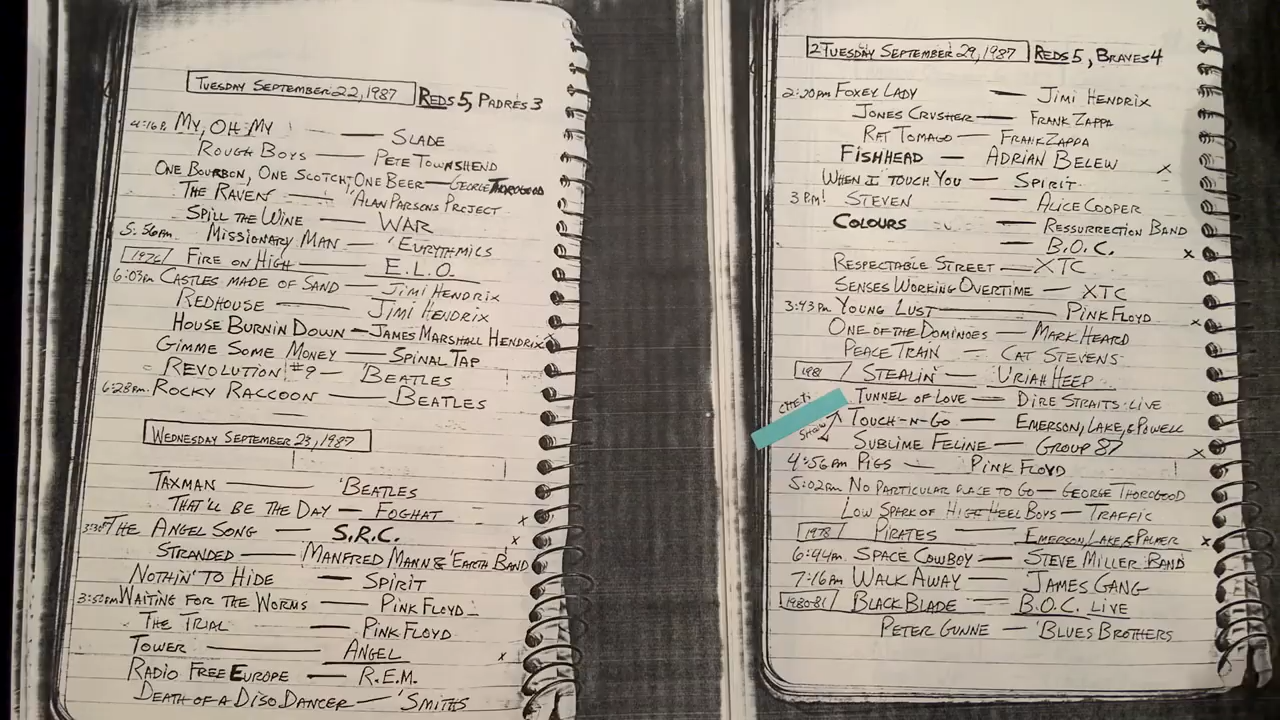 TUESDAY SEPTEMBER 22, 1987 REDS 5, PADRES 3
4:16P. MY, OH MY — SLADE
ROUGH BOYS — PETE TOWNSHEND
ONE BOURBON, ONE SCOTCH, ONE BEER — GEORGE THOROGOOD
THE RAVEN — 'ALAN PARSONS PROJECT
SPILL THE WINE — WAR
5:56pm. MISSIONARY MAN — 'EURYTHMICS
1976 / FIRE ON HIGH — E.L.O.
6:03pm CASTLES MADE OF SAND — JIMI HENDRIX
REDHOUSE — JIMI HENDRIX
HOUSE BURNIN DOWN — JAMES MARSHALL HENDRIX
GIMME SOME MONEY — SPINAL TAP
REVOLUTION #9 — 'BEATLES
6:28pm. ROCKY RACCOON — BEATLES
WEDNESDAY SEPTEMBER 23, 1987
TAXMAN — 'BEATLES
THAT'LL BE THE DAY — FOGHAT x
3:30P THE ANGEL SONG — S.R.C. x
STRANDED — MANFRED MANN & EARTH BAND
NOTHIN' TO HIDE — SPIRIT
3:50pm WAITING FOR THE WORMS — PINK FLOYD
THE TRIAL — PINK FLOYD
TOWER — ANGEL x
RADIO FREE EUROPE — R.E.M.
DEATH OF A DISO DANCER — 'SMITHS
2 TUESDAY SEPTEMBER 29, 1987 REDS 5, BRAVES 4
2:20pm FOXEY LADY — JIMI HENDRIX
JONES CRUSHER — FRANK ZAPPA
RAT TOMAGO — FRANK ZAPPA
FISHHEAD — ADRIAN BELEW x
WHEN I TOUCH YOU — SPIRIT
3 P.M! STEVEN — ALICE COOPER
COLOURS — RESSURRECTION BAND
— B.O.C. x
RESPECTABLE STREET — XTC
SENSES WORKING OVERTIME — XTC
3:43 Pm YOUNG LUST — PINK FLOYD x
ONE OF THE DOMINOES — MARK HEARD
PEACE TRAIN — CAT STEVENS
1981 / STEALIN' — URIAH HEEP
TUNNEL OF LOVE — DIRE STRAITS LIVE
TOUCH-N-GO — EMERSON, LAKE, & POWELL
SUBLIME FELINE — GROUP 87 x
4:56pm PIGS — PINK FLOYD
5:02pm NO PARTICULAR PLACE TO GO — GEORGE THOROGOOD
LOW SPARK OF HIGH HEEL BOYS — TRAFFIC
1978 / PIRATES — EMERSON, LAKE & PALMER x
6:44pm. SPACE COWBOY — STEVE MILLER BAND
7:16pm WALK AWAY — JAMES GANG
1980-81 / BLACK BLADE — B.O.C. LIVE
PETER GUNNE — 'BLUES BROTHERS